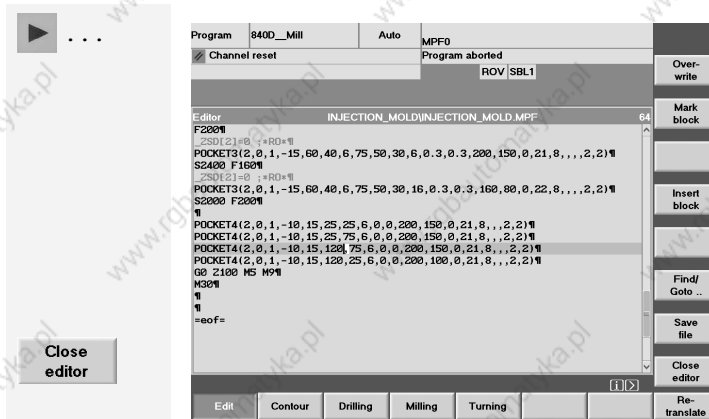 ...
Program 840D__Mill Auto MPF0
Channel reset Program aborted
ROV SBL1
Editor INJECTION_MOLD\INJECTION_MOLD.MPF 64
F200¶
_ZSD[2]=0 ;*RO*¶
POCKET3(2,0,1,-15,60,40,6,75,50,30,6,0.3,0.3,200,150,0,21,8,,,,2,2)¶
S2400 F160¶
_ZSD[2]=0 ;*RO*¶
POCKET3(2,0,1,-15,60,40,6,75,50,30,16,0.3,0.3,160,80,0,22,8,,,,2,2)¶
S2000 F200¶
¶
POCKET4(2,0,1,-10,15,25,25,6,0,0,200,150,0,21,8,,,2,2)¶
POCKET4(2,0,1,-10,15,25,75,6,0,0,200,150,0,21,8,,,2,2)¶
POCKET4(2,0,1,-10,15,120,75,6,0,0,200,150,0,21,8,,,2,2)¶
POCKET4(2,0,1,-10,15,120,25,6,0,0,200,100,0,21,8,,,2,2)¶
G0 Z100 M5 M9¶
M30¶
¶
¶
=eof=
Over-
write
Mark
block
Insert
block
Find/
Goto ..
Save
file
Close
editor
Re-
translate
Edit Contour Drilling Milling Turning
Close
editor